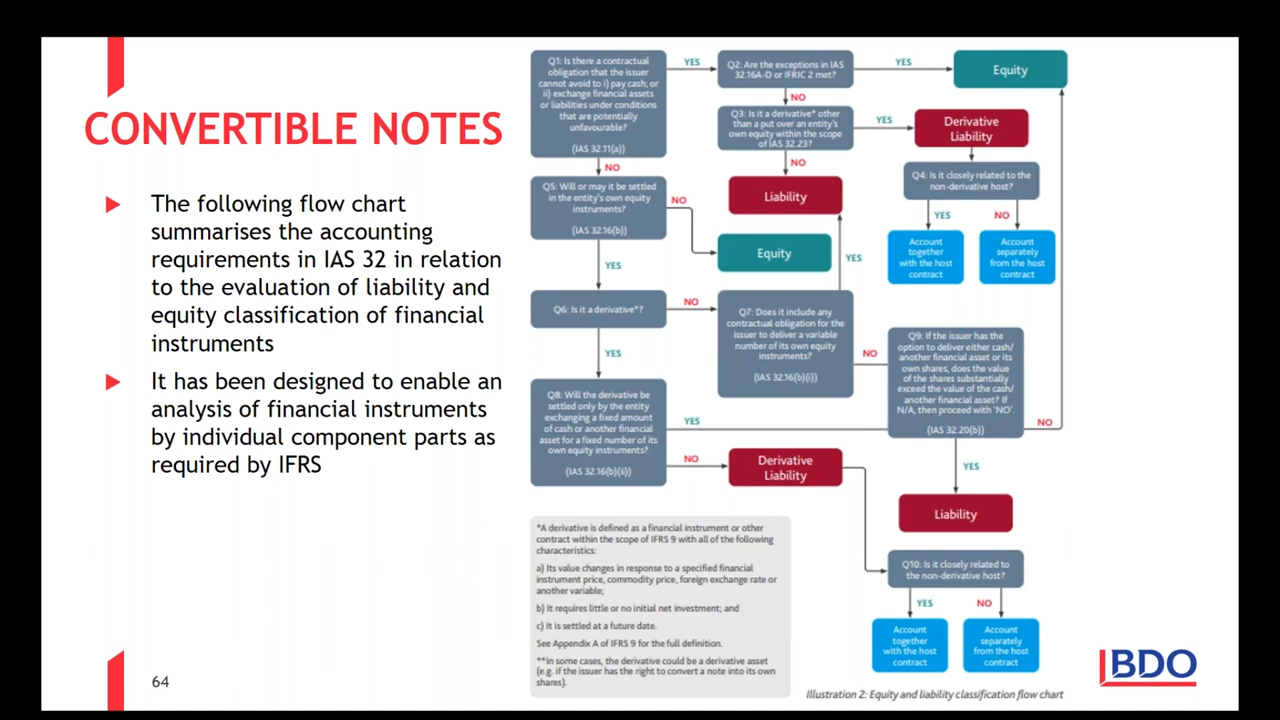 CONVERTIBLE NOTES
The following flow chart
summarises the accounting
requirements in IAS 32 in relation
to the evaluation of liability and
equity classification of financial
instruments
It has been designed to enable an
analysis of financial instruments
by individual component parts as
required by IFRS
64
Q1: Is there a contractual
obligation that the issuer
cannot avoid to i) pay cash; or
ii) exchange financial assets
or liabilities under conditions
that are potentially
unfavourable?
(IAS 32.11(a))
YES
NO
Q2: Are the exceptions in IAS
32.16A-D or IFRIC 2 met?
YES
NO
Equity
Q3: Is it a derivative* other
than a put over an entity's
own equity within the scope
of IAS 32.23?
YES
NO
Derivative
Liability
Liability
Q4: Is it closely related to the
non-derivative host?
YES
NO
Account
together
with the host
contract
Account
separately
from the host
contract
Q5: Will or may it be settled
in the entity's own equity
instruments?
(IAS 32.16(b))
NO
YES
Equity
Q6: Is it a derivative*?
NO
YES
Q7: Does it include any
contractual obligation for the
issuer to deliver a variable
number of its own equity
instruments?
(IAS 32.16(b)(i))
YES
NO
Q8: Will the derivative be
settled only by the entity
exchanging a fixed amount
of cash or another financial
asset for a fixed number of its
own equity instruments?
(IAS 32.16(b)(ii))
YES
NO
Q9: If the issuer has the
option to deliver either cash/
another financial asset or its
own shares, does the value
of the shares substantially
exceed the value of the cash/
another financial asset? If
N/A, then proceed with 'NO'.
(IAS 32.20(b))
NO
YES
Derivative
Liability
Liability
Q10: Is it closely related to
the non-derivative host?
YES
NO
Account
together
with the host
contract
Account
separately
from the host
contract
*A derivative is defined as a financial instrument or other
contract within the scope of IFRS 9 with all of the following
characteristics:
a) Its value changes in response to a specified financial
instrument price, commodity price, foreign exchange rate or
another variable;
b) It requires little or no initial net investment; and
c) It is settled at a future date.
See Appendix A of IFRS 9 for the full definition.
**In some cases, the derivative could be a derivative asset
(e.g. if the issuer has the right to convert a note into its own
shares).
Illustration 2: Equity and liability classification flow chart
BDO